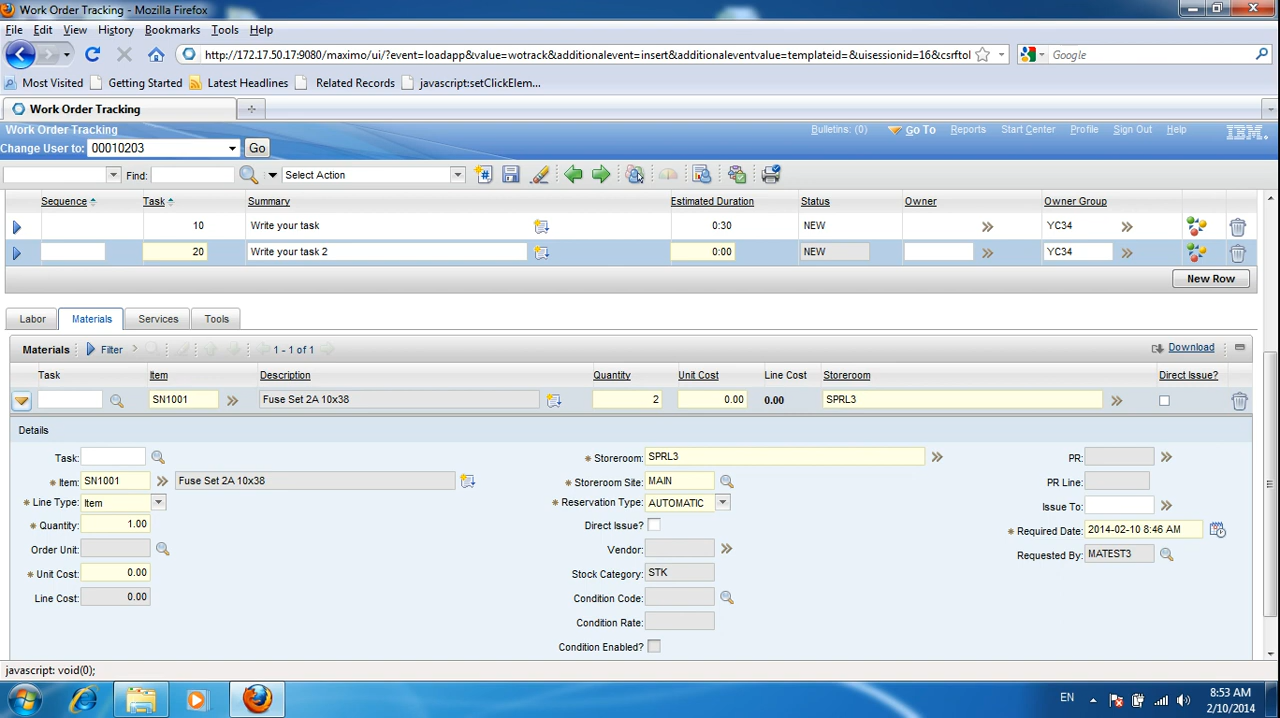 Work Order Tracking - Mozilla Firefox
File Edit View History Bookmarks Tools Help
http://172.17.50.17:9080/maximo/ui/?event=loadapp&value=wotrack&additionalevent=insert&additionaleventvalue=templateid=&uisessionid=16&csrftol
Google
Most Visited Getting Started Latest Headlines Related Records javascript:setClickElem...
Work Order Tracking
Work Order Tracking Bulletins: (0) Go To Reports Start Center Profile Sign Out Help IBM
Change User to: 00010203 Go
Find: Select Action
Sequence Task Summary Estimated Duration Status Owner Owner Group
10 Write your task 0:30 NEW YC34
20 Write your task 2 0:00 NEW YC34
New Row
Labor Materials Services Tools
Materials Filter 1 - 1 of 1 Download
Task Item Description Quantity Unit Cost Line Cost Storeroom Direct Issue?
SN1001 Fuse Set 2A 10x38 2 0.00 0.00 SPRL3
Details
Task: * Storeroom: SPRL3 PR:
* Item: SN1001 Fuse Set 2A 10x38 * Storeroom Site: MAIN PR Line:
* Line Type: Item * Reservation Type: AUTOMATIC Issue To:
* Quantity: 1.00 Direct Issue? * Required Date: 2014-02-10 8:46 AM
Order Unit: Vendor: Requested By: MATEST3
* Unit Cost: 0.00 Stock Category: STK
Line Cost: 0.00 Condition Code:
Condition Rate:
Condition Enabled?
javascript: void(0);
EN 8:53 AM
2/10/2014